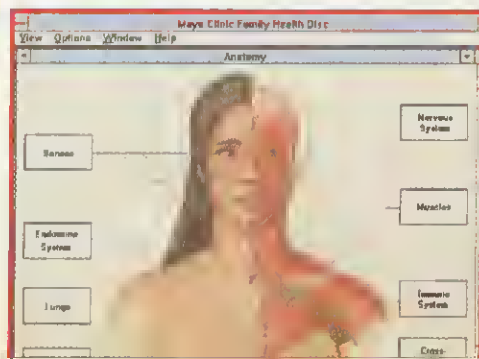 Mayo Clinic Family Health Disc
View Options Window Help
Anatomy
Senses
Endocrine
System
Lungs
Nervous
System
Muscles
Immune
System
Cross-